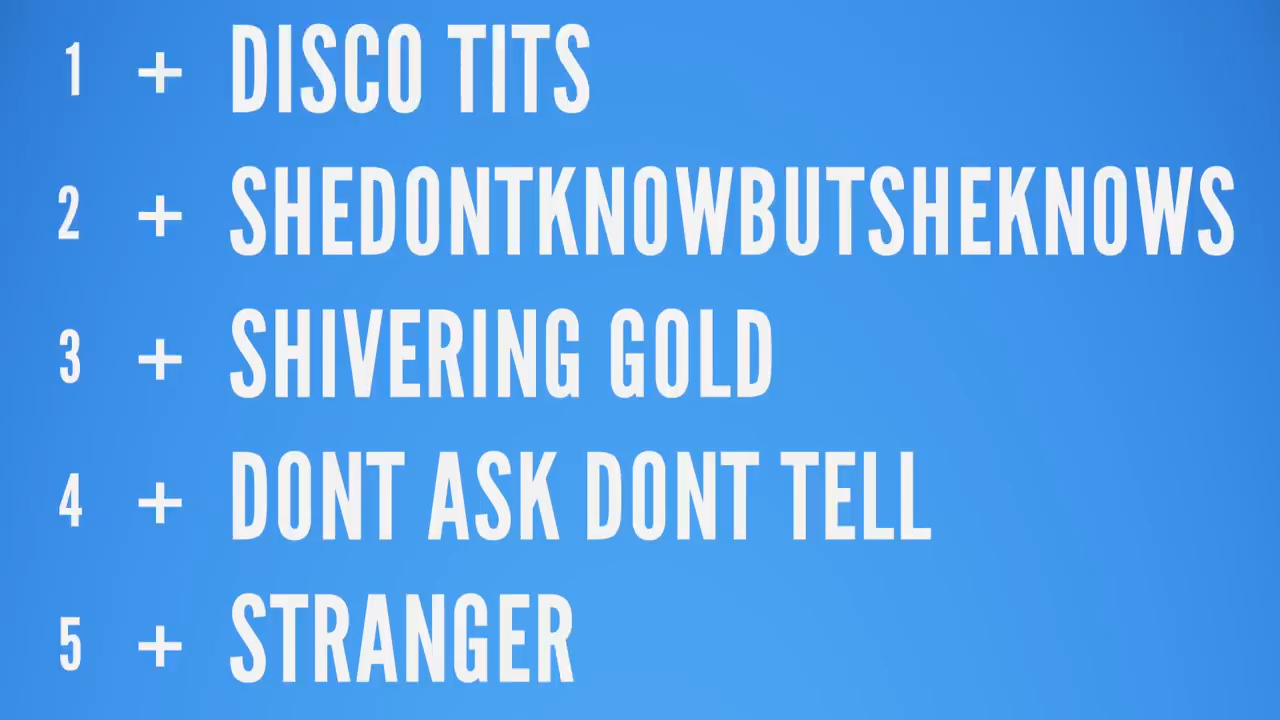 1 + DISCO TITS
2 + SHEDONTKNOWBUTSHEKNOWS
3 + SHIVERING GOLD
4 + DONT ASK DONT TELL
5 + STRANGER